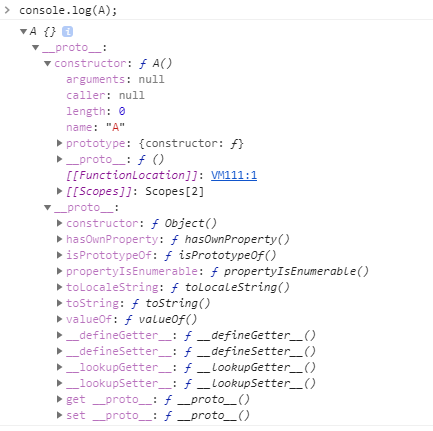 > console.log(A);
▼A {} i
▼__proto__:
▼constructor: ƒ A()
arguments: null
caller: null
length: 0
name: "A"
▶prototype: {constructor: ƒ}
▶__proto__: ƒ ()
[[FunctionLocation]]: VM111:1
▶[[Scopes]]: Scopes[2]
▼__proto__:
▶constructor: ƒ Object()
▶hasOwnProperty: ƒ hasOwnProperty()
▶isPrototypeOf: ƒ isPrototypeOf()
▶propertyIsEnumerable: ƒ propertyIsEnumerable()
▶toLocaleString: ƒ toLocaleString()
▶toString: ƒ toString()
▶valueOf: ƒ valueOf()
▶__defineGetter__: ƒ __defineGetter__()
▶__defineSetter__: ƒ __defineSetter__()
▶__lookupGetter__: ƒ __lookupGetter__()
▶__lookupSetter__: ƒ __lookupSetter__()
▶get __proto__: ƒ __proto__()
▶set __proto__: ƒ __proto__()